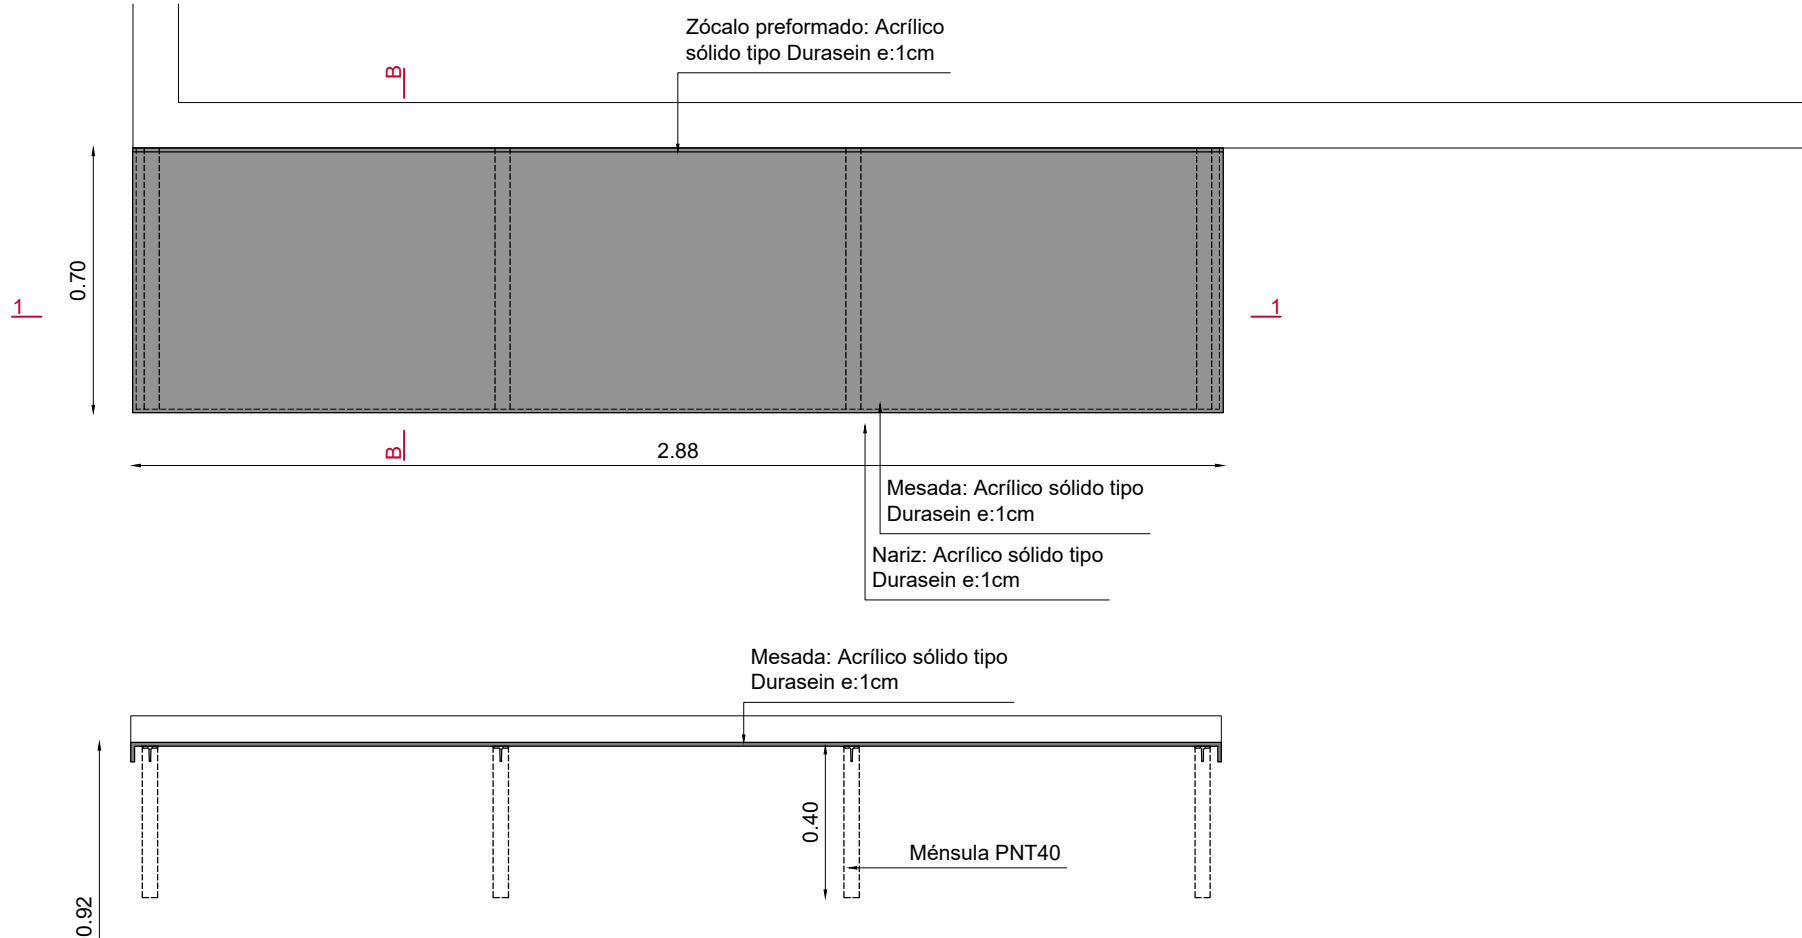 Zócalo preformado: Acrílico
sólido tipo Durasein e:1cm
B
0.70
1
1
B
2.88
Mesada: Acrílico sólido tipo
Durasein e:1cm
Nariz: Acrílico sólido tipo
Durasein e:1cm
Mesada: Acrílico sólido tipo
Durasein e:1cm
0.40
Ménsula PNT40
0.92